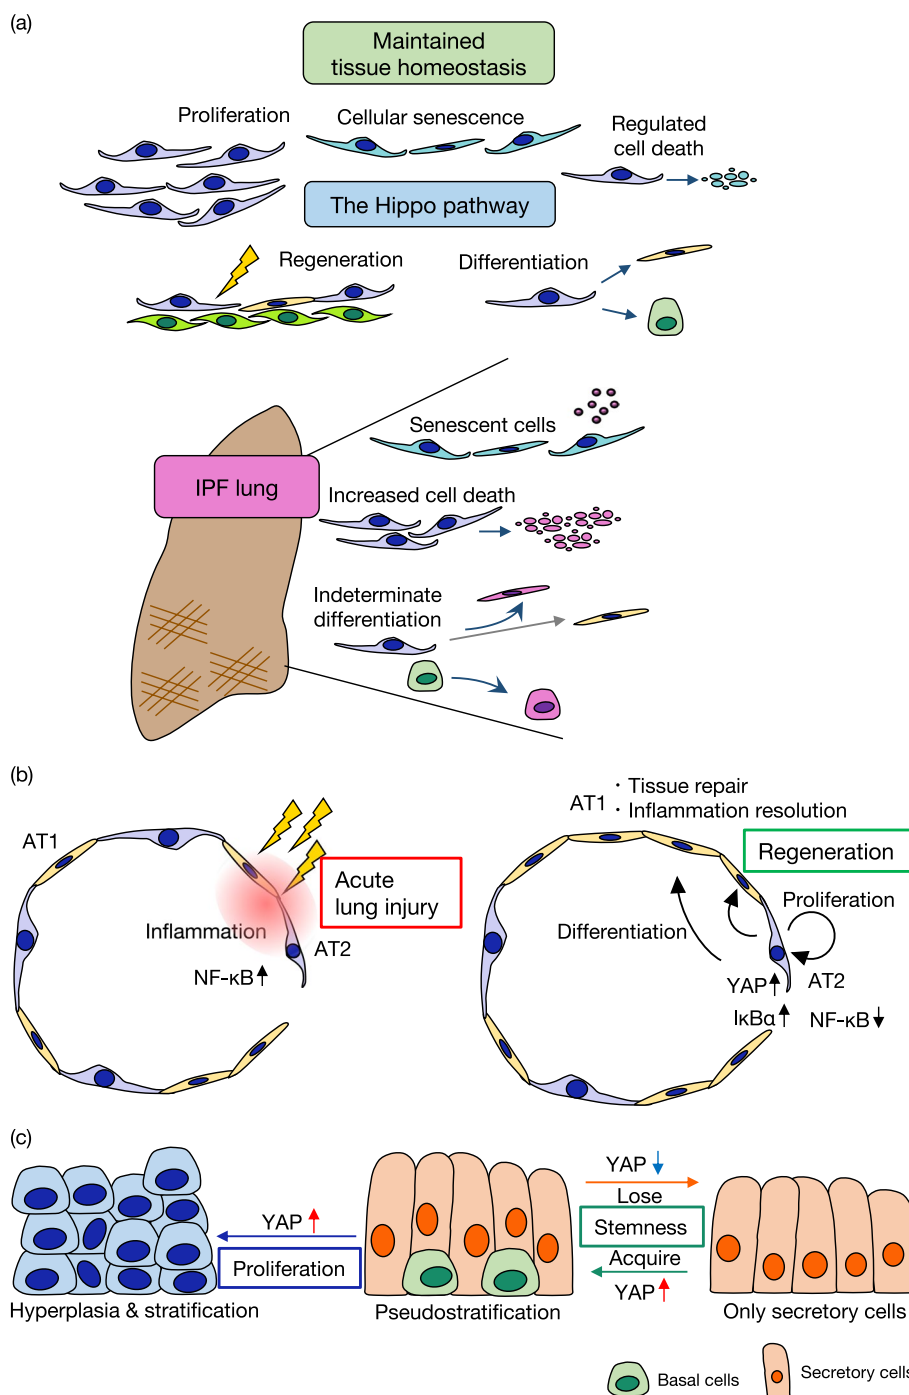 (a)
Maintained
tissue homeostasis
Proliferation
Cellular senescence
Regulated
cell death
The Hippo pathway
Regeneration
Differentiation
Senescent cells
IPF lung
Increased cell death
Indeterminate
differentiation
(b)
AT1
Acute
lung injury
Inflammation
AT2
NF-κB
AT1
· Tissue repair
· Inflammation resolution
Regeneration
Proliferation
Differentiation
YAP
AT2
IκBα
NF-κB
(c)
YAP
Proliferation
YAP
Lose
Stemness
Acquire
YAP
Hyperplasia & stratification
Pseudostratification
Only secretory cells
Basal cells
Secretory cells